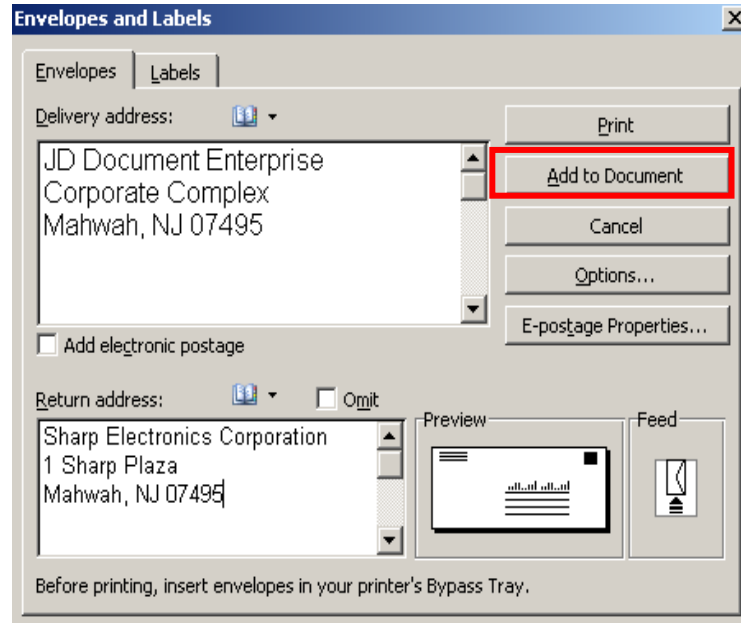 Envelopes and Labels
Envelopes Labels
Delivery address:
JD Document Enterprise
Corporate Complex
Mahwah, NJ 07495
Print
Add to Document
Cancel
Options...
E-postage Properties...
Add electronic postage
Return address:
Omit
Sharp Electronics Corporation
1 Sharp Plaza
Mahwah, NJ 07495
Preview
Feed
Before printing, insert envelopes in your printer's Bypass Tray.